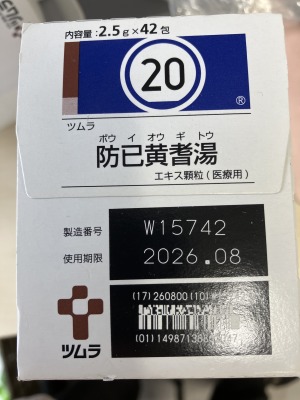 内容量：2.5g×42包
20
®
ツムラ
ボウイオウギトウ
防已黄耆湯
エキス顆粒(医療用)
製造番号 W15742
使用期限 2026.08
(17)260800(10)
ツムラ